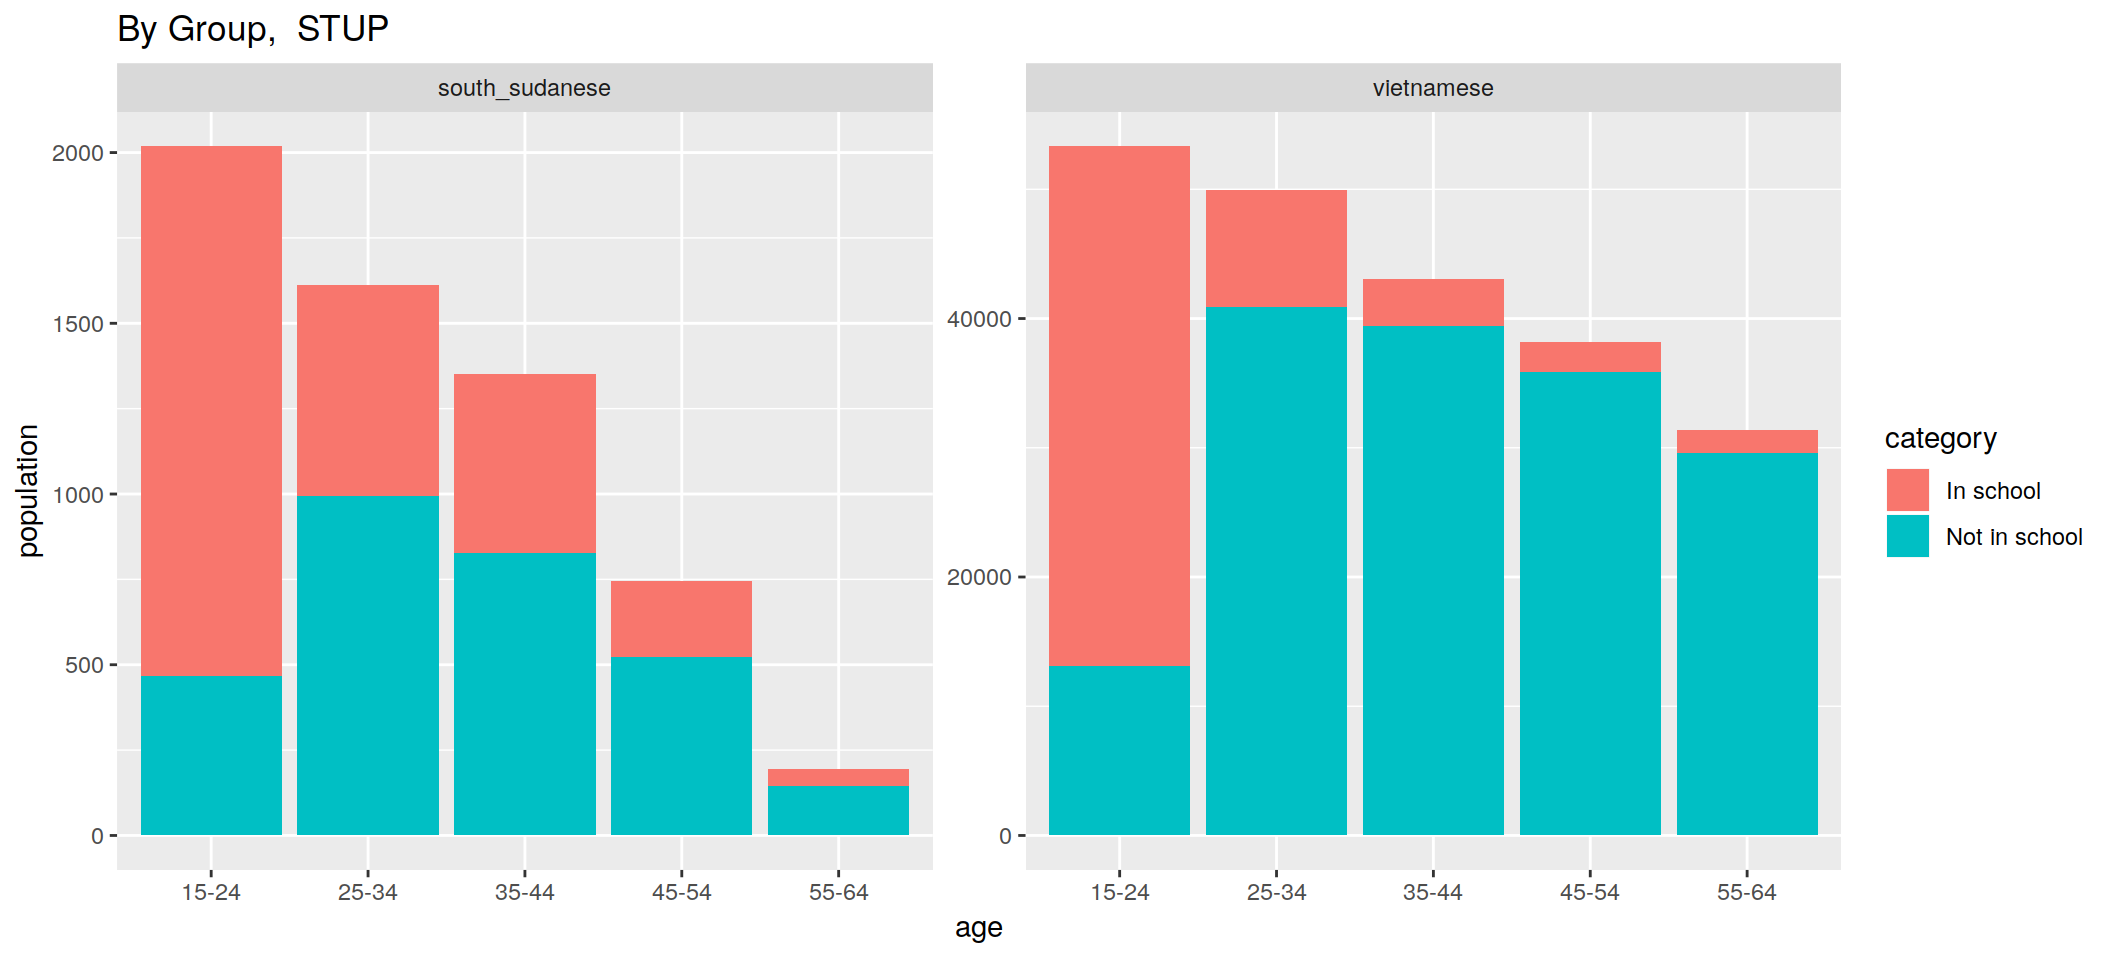 By Group,  STUP
south_sudanese
vietnamese
population
2000
1500
1000
500
0
40000
20000
0
15-24
25-34
35-44
45-54
55-64
15-24
25-34
35-44
45-54
55-64
age
category
In school
Not in school